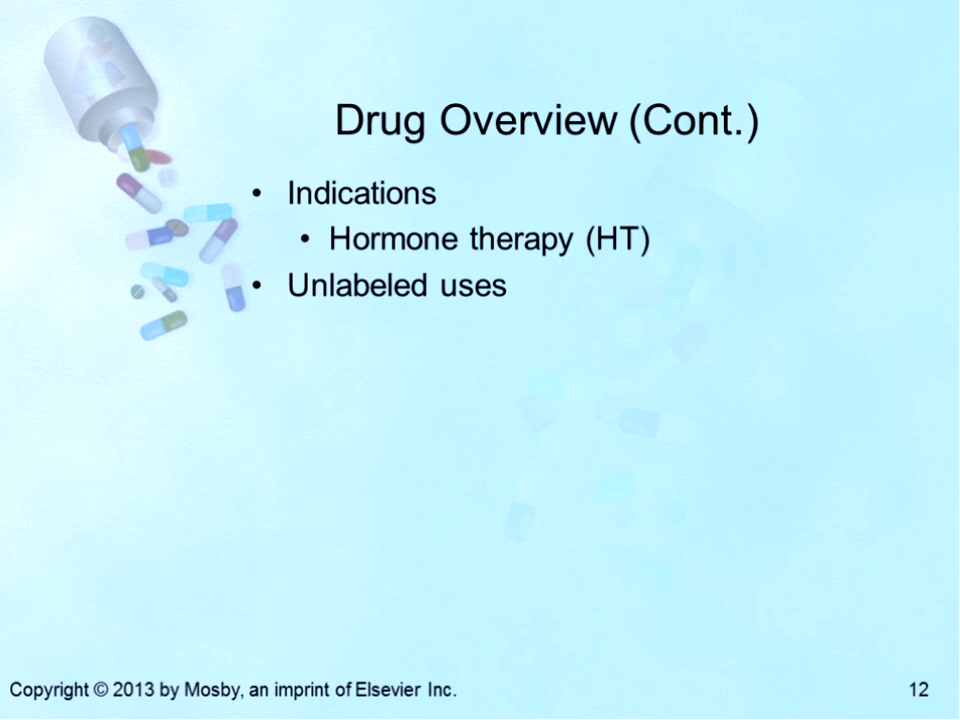 Drug Overview (Cont.)
• Indications
• Hormone therapy (HT)
• Unlabeled uses
Copyright © 2013 by Mosby, an imprint of Elsevier Inc.
12